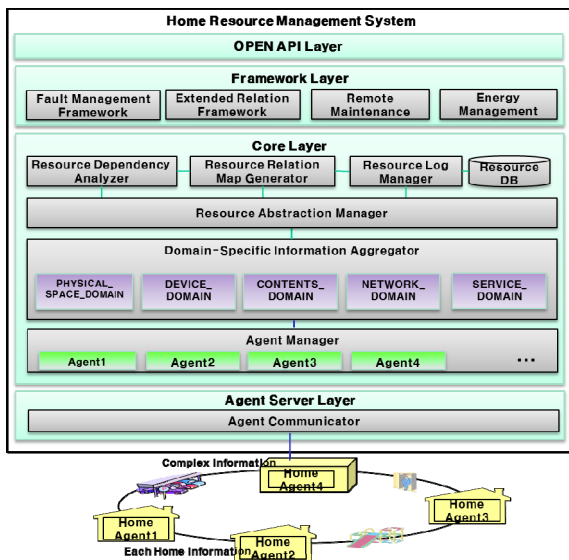 Home Resource Management System
OPEN API Layer
Framework Layer
Fault Management
Framework
Extended Relation
Framework
Remote
Maintenance
Energy
Management
Core Layer
Resource Dependency
Analyzer
Resource Relation
Map Generator
Resource Log
Manager
Resource
DB
Resource Abstraction Manager
Domain-Specific Information Aggregator
PHYSICAL_
SPACE_DOMAIN
DEVICE_
DOMAIN
CONTENTS_
DOMAIN
NETWORK_
DOMAIN
SERVICE_
DOMAIN
Agent Manager
Agent1
Agent2
Agent3
Agent4
...
Agent Server Layer
Agent Communicator
Complex Information
Home
Agent4
Home
Agent3
Home
Agent1
Home
Agent2
Each Home Information